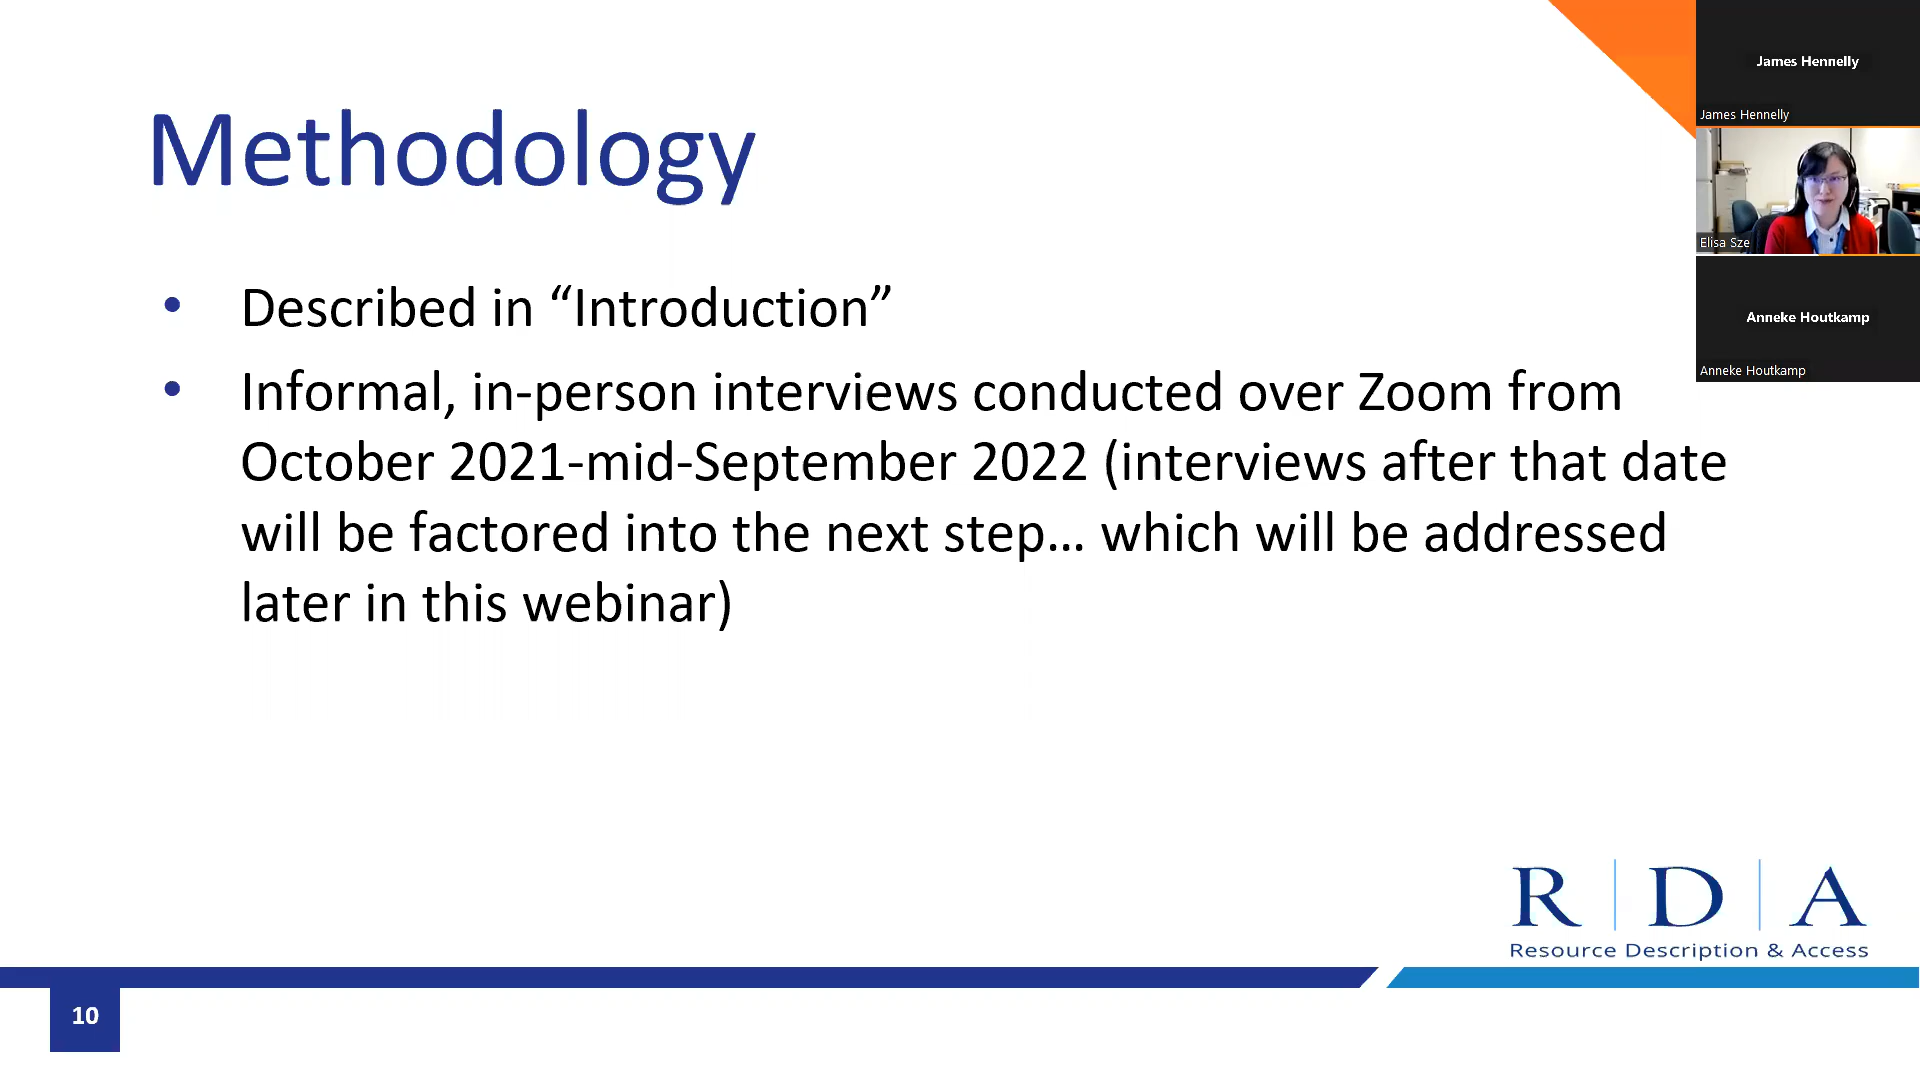 Methodology
• Described in “Introduction”
• Informal, in-person interviews conducted over Zoom from
October 2021-mid-September 2022 (interviews after that date
will be factored into the next step… which will be addressed
later in this webinar)
James Hennelly
James Hennelly
Elisa Sze
Anneke Houtkamp
Anneke Houtkamp
R | D | A
Resource Description & Access
10